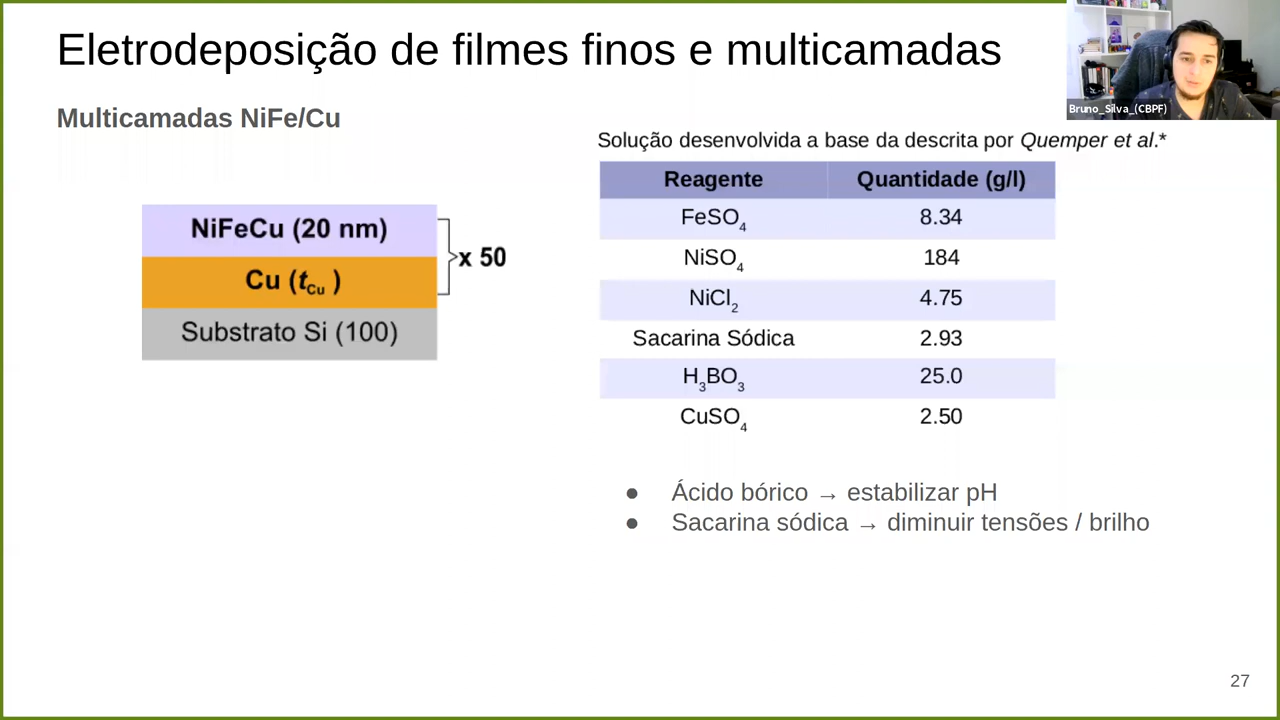 Eletrodeposição de filmes finos e multicamadas
Bruno_Silva_(CBPF)
Multicamadas NiFe/Cu
NiFeCu (20 nm)
Cu (tCu )
x 50
Substrato Si (100)
Solução desenvolvida a base da descrita por Quemper et al.*
Reagente Quantidade (g/l)
FeSO4 8.34
NiSO4 184
NiCl2 4.75
Sacarina Sódica 2.93
H3BO3 25.0
CuSO4 2.50
● Ácido bórico → estabilizar pH
● Sacarina sódica → diminuir tensões / brilho
27